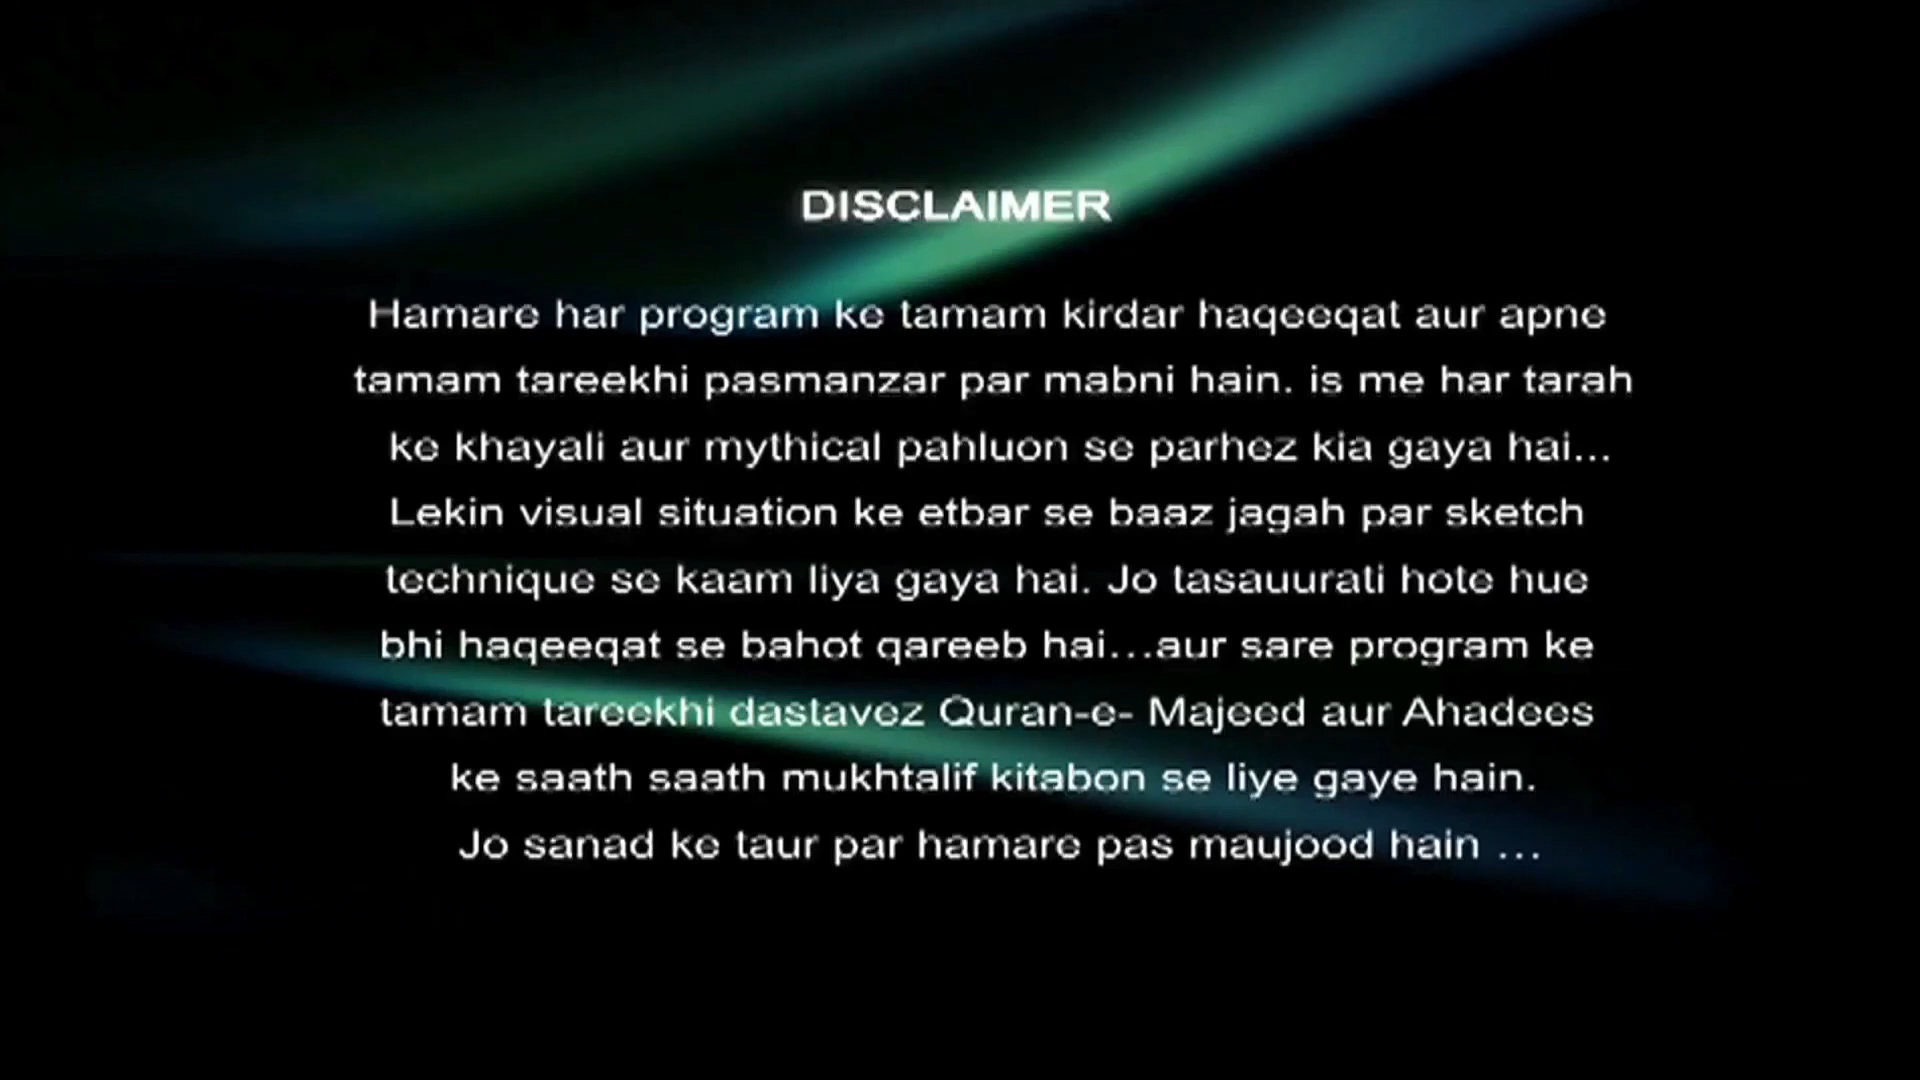 DISCLAIMER
Hamare har program ke tamam kirdar haqeeqat aur apne
tamam tareekhi pasmanzar par mabni hain. is me har tarah
ke khayali aur mythical pahluon se parhez kia gaya hai...
Lekin visual situation ke etbar se baaz jagah par sketch
technique se kaam liya gaya hai. Jo tasauurati hote hue
bhi haqeeqat se bahot qareeb hai...aur sare program ke
tamam tareekhi dastavez Quran-e- Majeed aur Ahadees
ke saath saath mukhtalif kitabon se liye gaye hain.
Jo sanad ke taur par hamare pas maujood hain ...